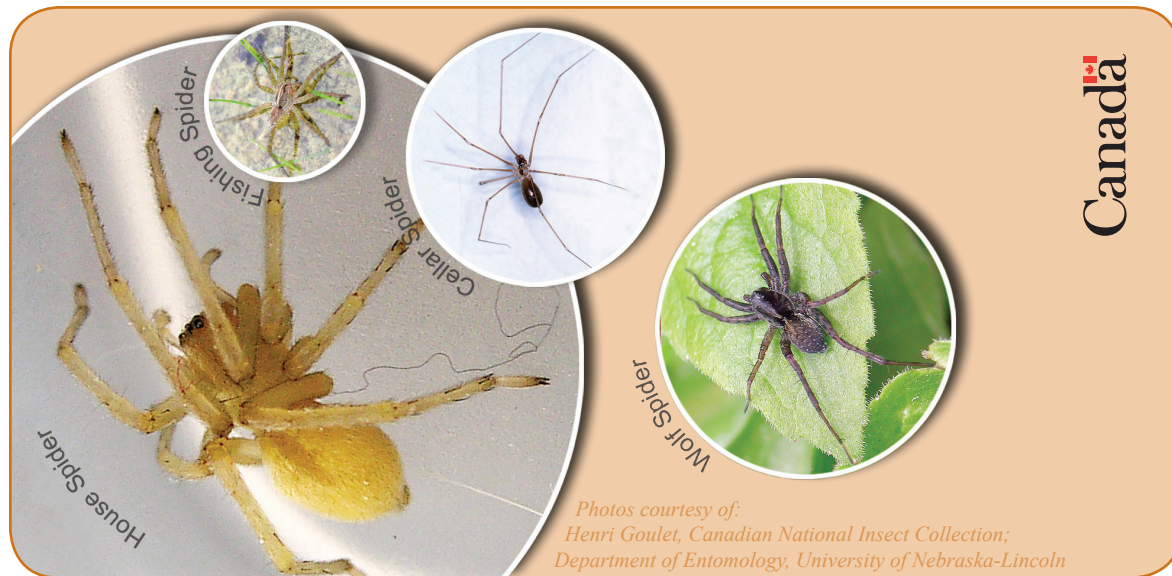 Fishing Spider
Cellar Spider
Canada
House Spider
Wolf Spider
Photos courtesy of:
Henri Goulet, Canadian National Insect Collection;
Department of Entomology, University of Nebraska-Lincoln